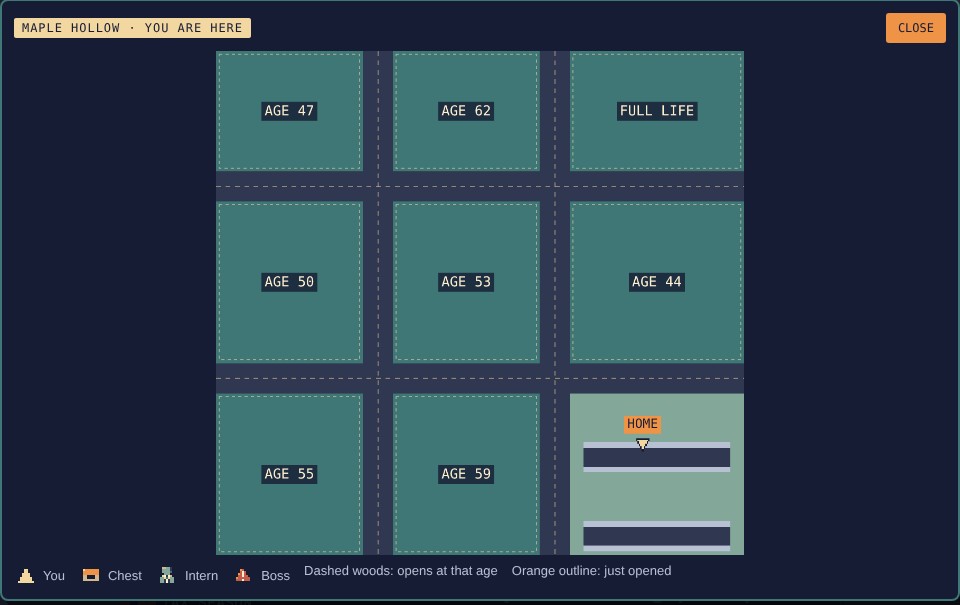 MAPLE HOLLOW · YOU ARE HERE
CLOSE
AGE 47
AGE 62
FULL LIFE
AGE 50
AGE 53
AGE 44
AGE 55
AGE 59
HOME
You
Chest
Intern
Boss
Dashed woods: opens at that age
Orange outline: just opened